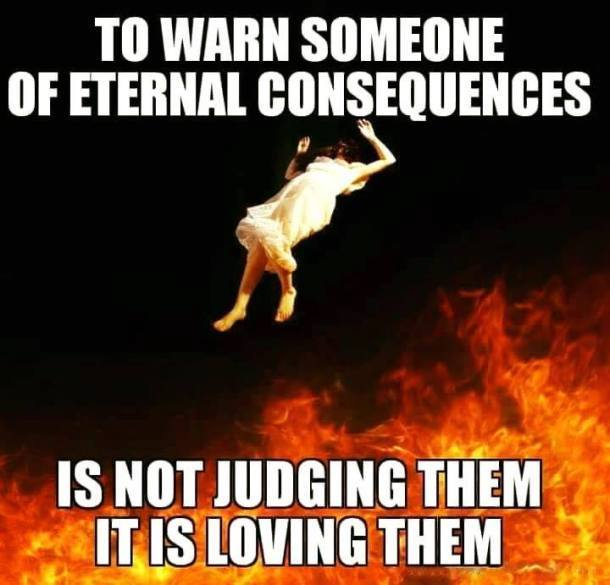 TO WARN SOMEONE
OF ETERNAL CONSEQUENCES
IS NOT JUDGING THEM
IT IS LOVING THEM